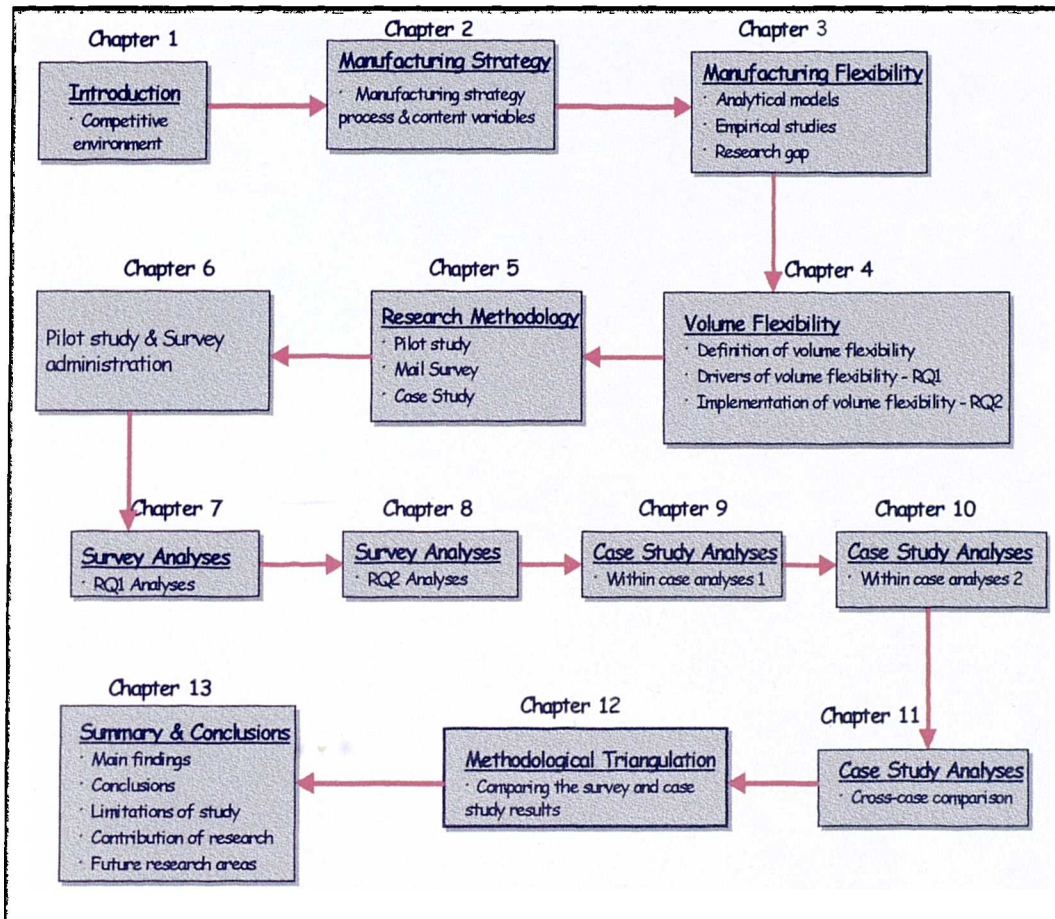 Chapter 1
Introduction
· Competitive
environment
Chapter 2
Manufacturing Strategy
· Manufacturing strategy
process & content variables
Chapter 3
Manufacturing Flexibility
· Analytical models
· Empirical studies
· Research gap
Chapter 4
Volume Flexibility
· Definition of volume flexibility
· Drivers of volume flexibility - RQ1
· Implementation of volume flexibility - RQ2
Chapter 5
Research Methodology
· Pilot study
· Mail Survey
· Case Study
Chapter 6
Pilot study & Survey
administration
Chapter 7
Survey Analyses
· RQ1 Analyses
Chapter 8
Survey Analyses
· RQ2 Analyses
Chapter 9
Case Study Analyses
· Within case analyses 1
Chapter 10
Case Study Analyses
· Within case analyses 2
Chapter 11
Case Study Analyses
· Cross-case comparison
Chapter 12
Methodological Triangulation
· Comparing the survey and case
study results
Chapter 13
Summary & Conclusions
· Main findings
· Conclusions
· Limitations of study
· Contribution of research
· Future research areas